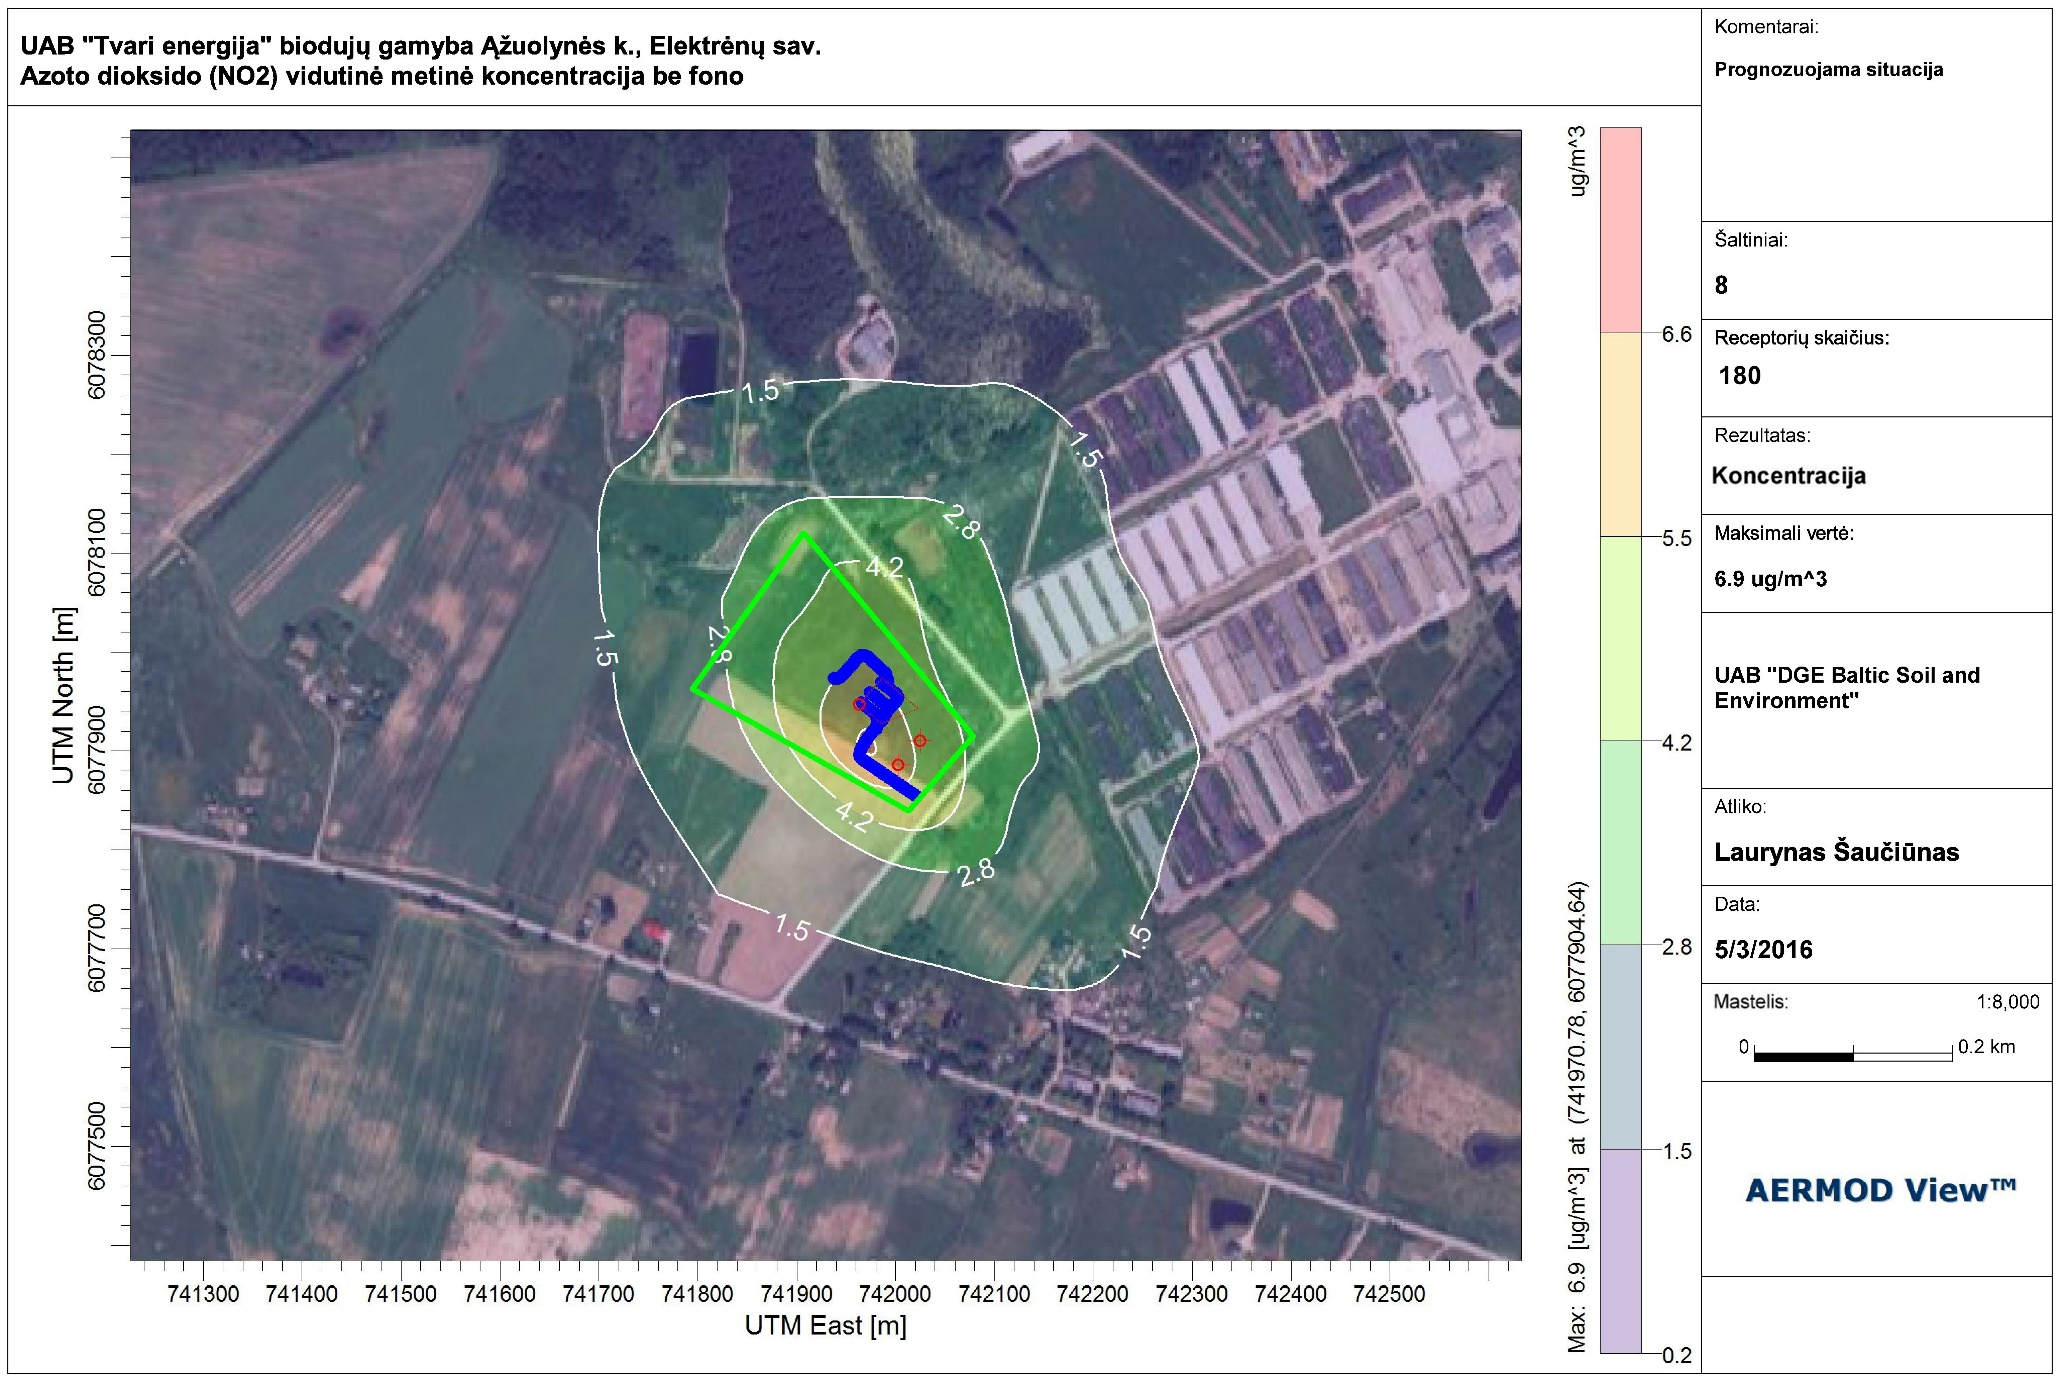 UAB "Tvari energija" biodujų gamyba Ąžuolynės k., Elektrėnų sav.
Azoto dioksido (NO2) vidutinė metinė koncentracija be fono
Komentarai:
Prognozuojama situacija
Šaltiniai:
8
Receptorių skaičius:
180
Rezultatas:
Koncentracija
Maksimali vertė:
6.9 ug/m^3
UAB "DGE Baltic Soil and
Environment"
Atliko:
Laurynas Šaučiūnas
Data:
5/3/2016
Mastelis: 1:8,000
0 0.2 km
AERMOD View™
ug/m^3
6.6
5.5
4.2
2.8
1.5
0.2
Max: 6.9 [ug/m^3] at (741970.78, 6077904.64)
UTM North [m]
6078300
6078100
6077900
6077700
6077500
1.5
1.5
2.8
4.2
1.5
2.8
4.2
2.8
1.5
1.5
741300 741400 741500 741600 741700 741800 741900 742000 742100 742200 742300 742400 742500
UTM East [m]